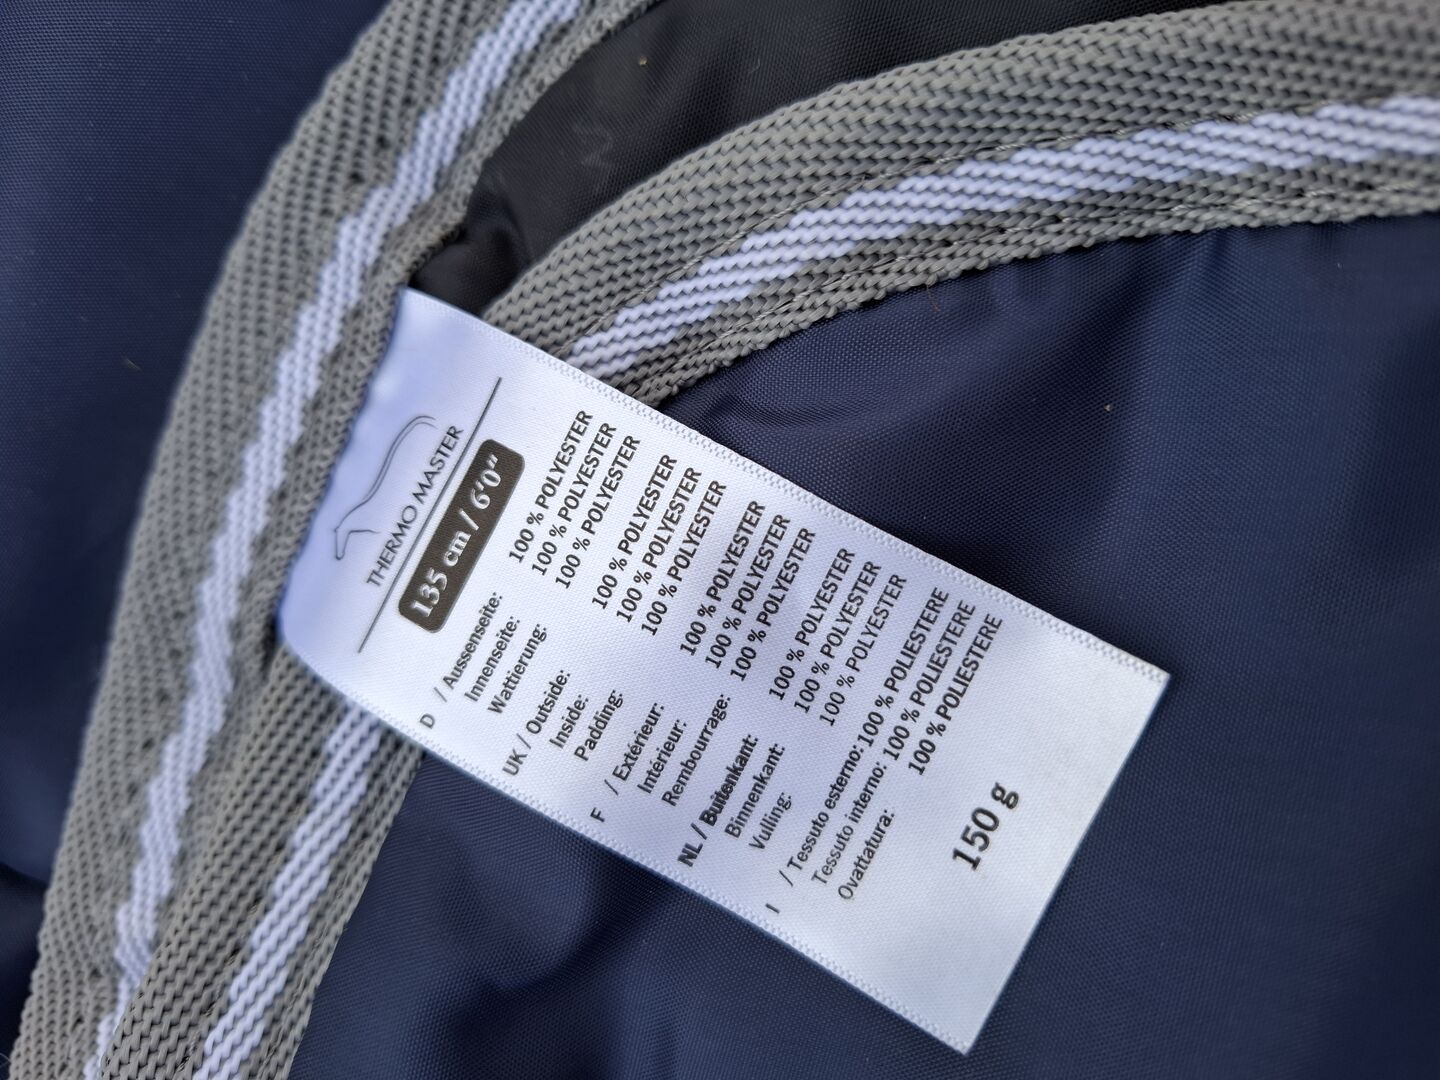 THERMO MASTER
135 cm / 6‘0“
D / Aussenseite: 100 % POLYESTER
Innenseite: 100 % POLYESTER
Wattierung: 100 % POLYESTER
UK / Outside: 100 % POLYESTER
Inside: 100 % POLYESTER
Padding: 100 % POLYESTER
F / Extérieur: 100 % POLYESTER
Intérieur: 100 % POLYESTER
Rembourrage: 100 % POLYESTER
NL / Buitenkant: 100 % POLYESTER
Binnenkant: 100 % POLYESTER
Vulling: 100 % POLYESTER
I / Tessuto esterno: 100 % POLIESTERE
Tessuto interno: 100 % POLIESTERE
Ovattatura: 100 % POLIESTERE
150 g